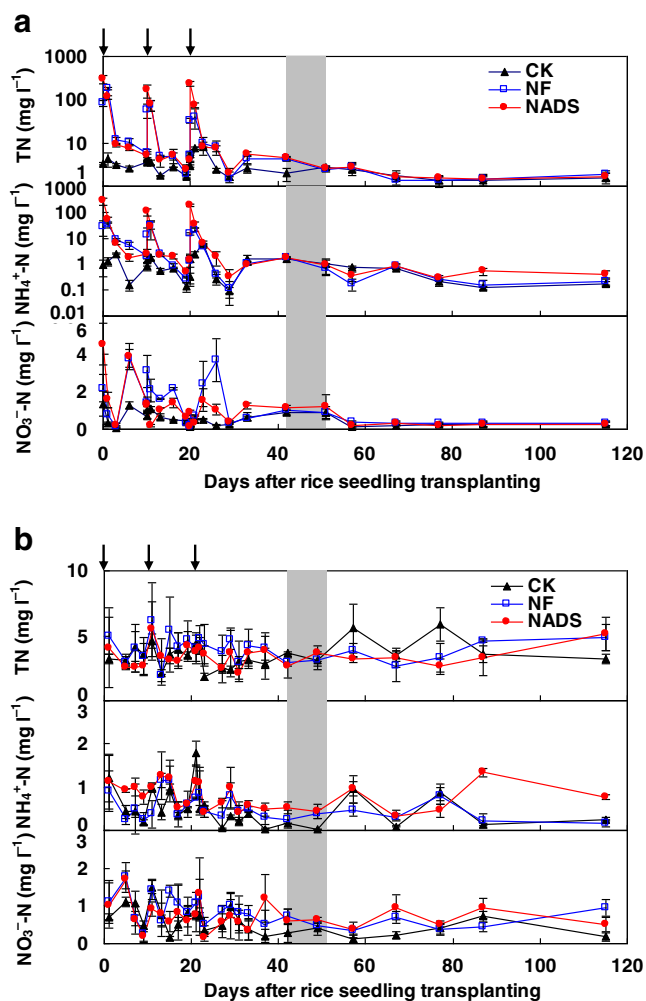 a
1000
100
10
1
TN (mg l⁻¹)
CK
NF
NADS
1000
100
10
1
0.1
0.01
NH₄⁺-N (mg l⁻¹)
6
4
2
0
NO₃⁻-N (mg l⁻¹)
0 20 40 60 80 100 120
Days after rice seedling transplanting
b
10
5
0
TN (mg l⁻¹)
CK
NF
NADS
3
2
1
0
NH₄⁺-N (mg l⁻¹)
3
2
1
0
NO₃⁻-N (mg l⁻¹)
0 20 40 60 80 100 120
Days after rice seedling transplanting